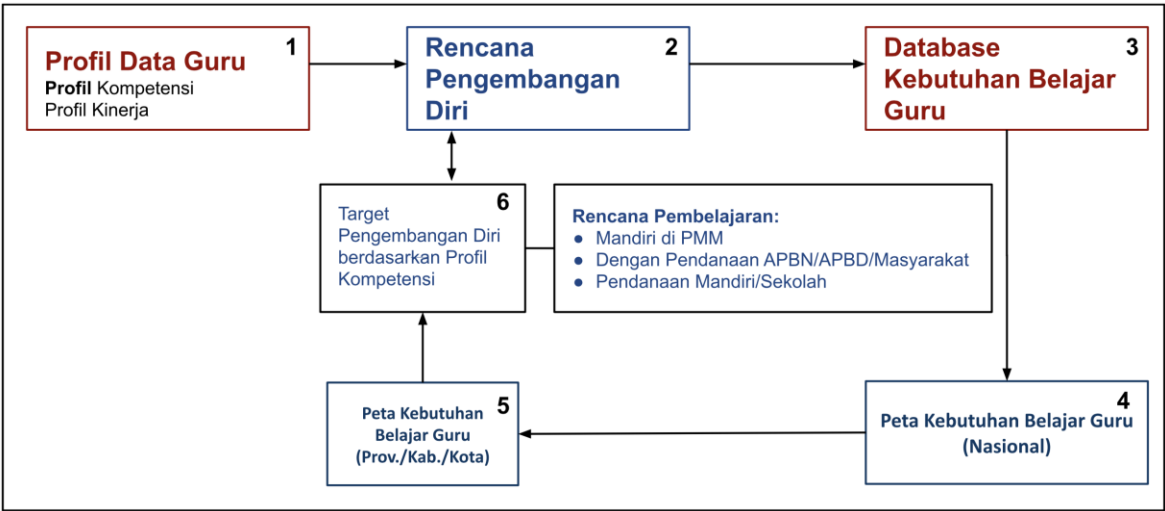 Profil Data Guru
1
Profil Kompetensi
Profil Kinerja
Rencana
Pengembangan
Diri
2
Database
Kebutuhan Belajar
Guru
3
Target
Pengembangan Diri
berdasarkan Profil
Kompetensi
6
Rencana Pembelajaran:
● Mandiri di PMM
● Dengan Pendanaan APBN/APBD/Masyarakat
● Pendanaan Mandiri/Sekolah
Peta Kebutuhan
Belajar Guru
(Prov./Kab./Kota)
5
Peta Kebutuhan Belajar Guru
(Nasional)
4